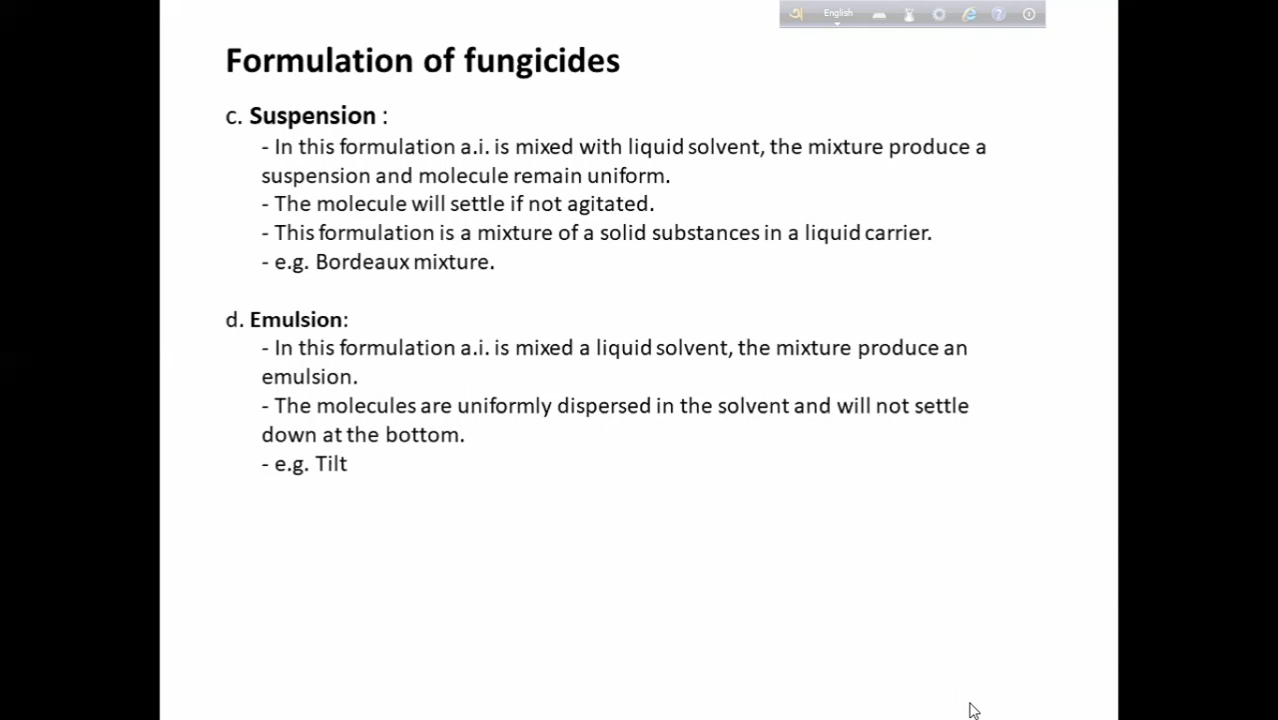 অ English
Formulation of fungicides
c. Suspension :
- In this formulation a.i. is mixed with liquid solvent, the mixture produce a
suspension and molecule remain uniform.
- The molecule will settle if not agitated.
- This formulation is a mixture of a solid substances in a liquid carrier.
- e.g. Bordeaux mixture.
d. Emulsion:
- In this formulation a.i. is mixed a liquid solvent, the mixture produce an
emulsion.
- The molecules are uniformly dispersed in the solvent and will not settle
down at the bottom.
- e.g. Tilt